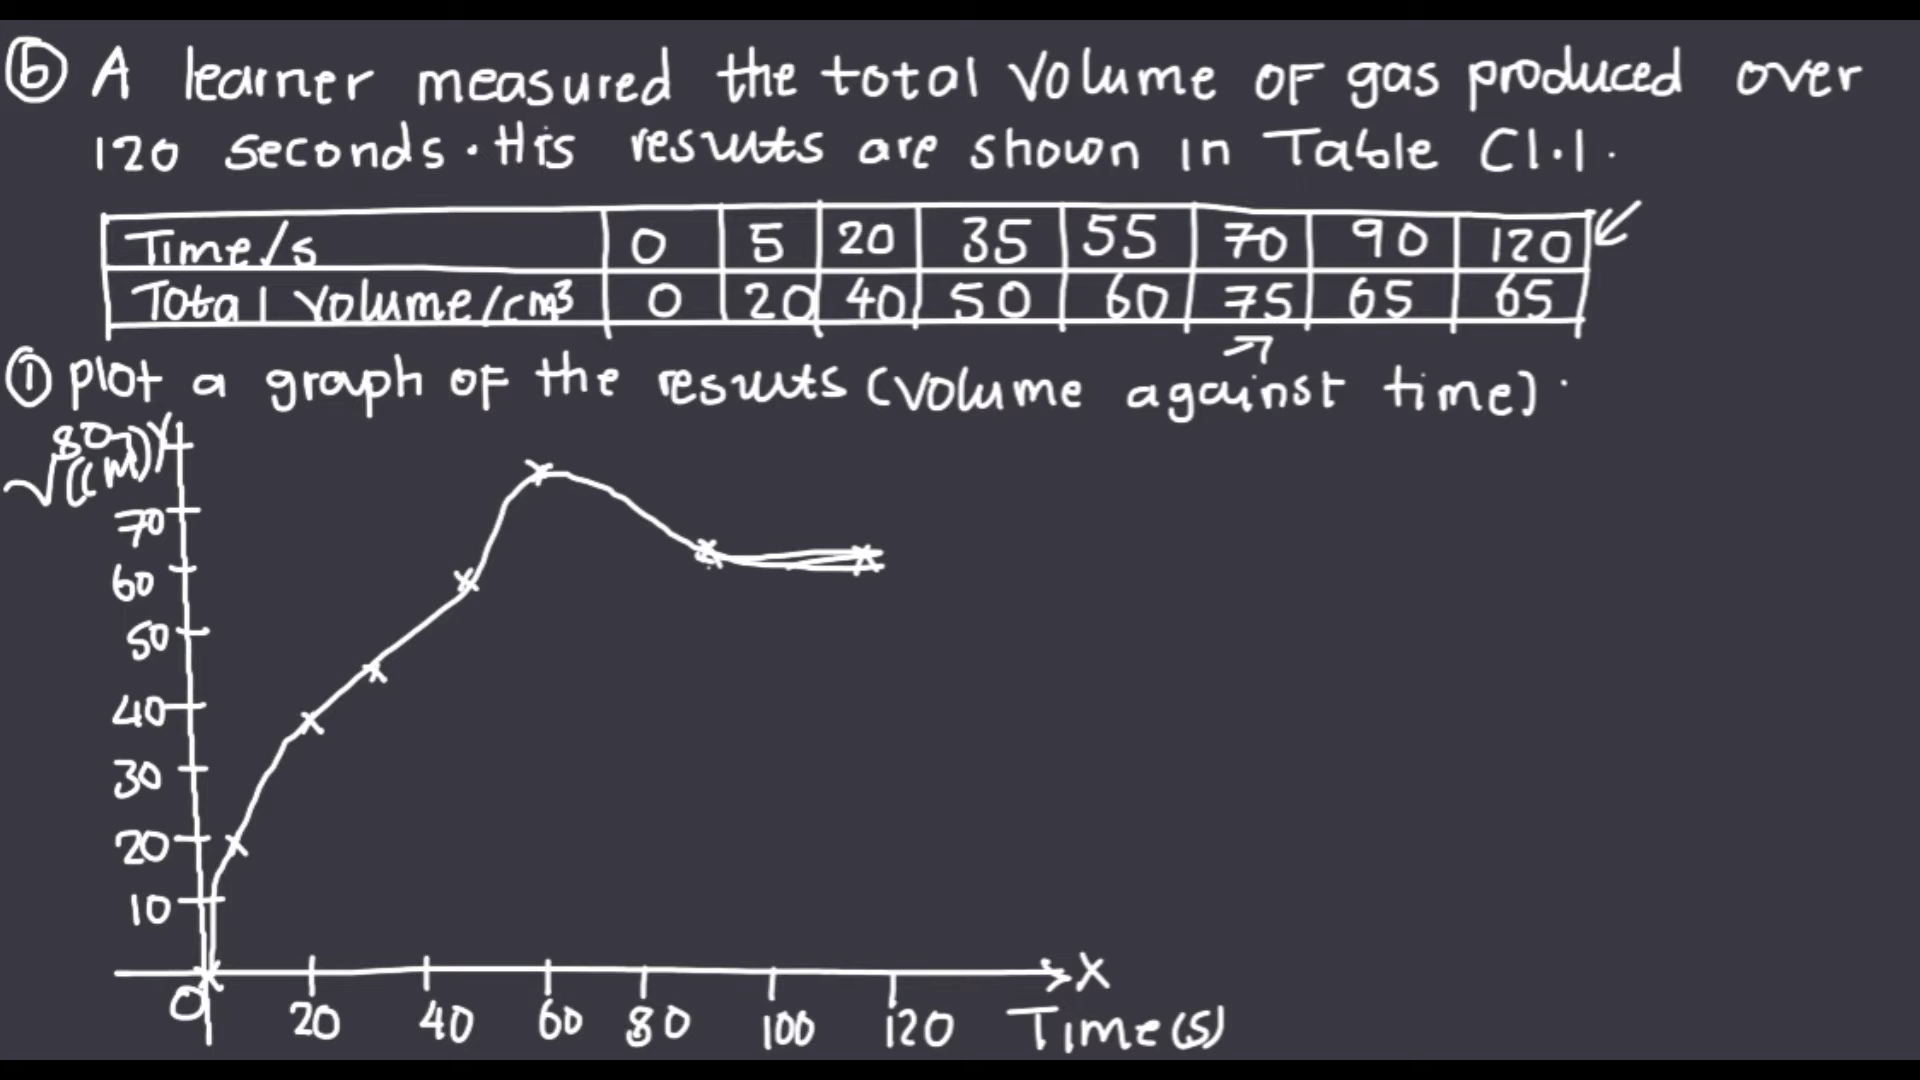 (b) A learner measured the total volume of gas produced over
120 seconds. His results are shown in Table C1.1.
Time/s 0 5 20 35 55 70 90 120
Total volume/cm³ 0 20 40 50 60 75 65 65
(1) plot a graph of the results (volume against time).
80 Y
V(cm³)
70
60
50
40
30
20
10
0 20 40 60 80 100 120 X
Time(s)